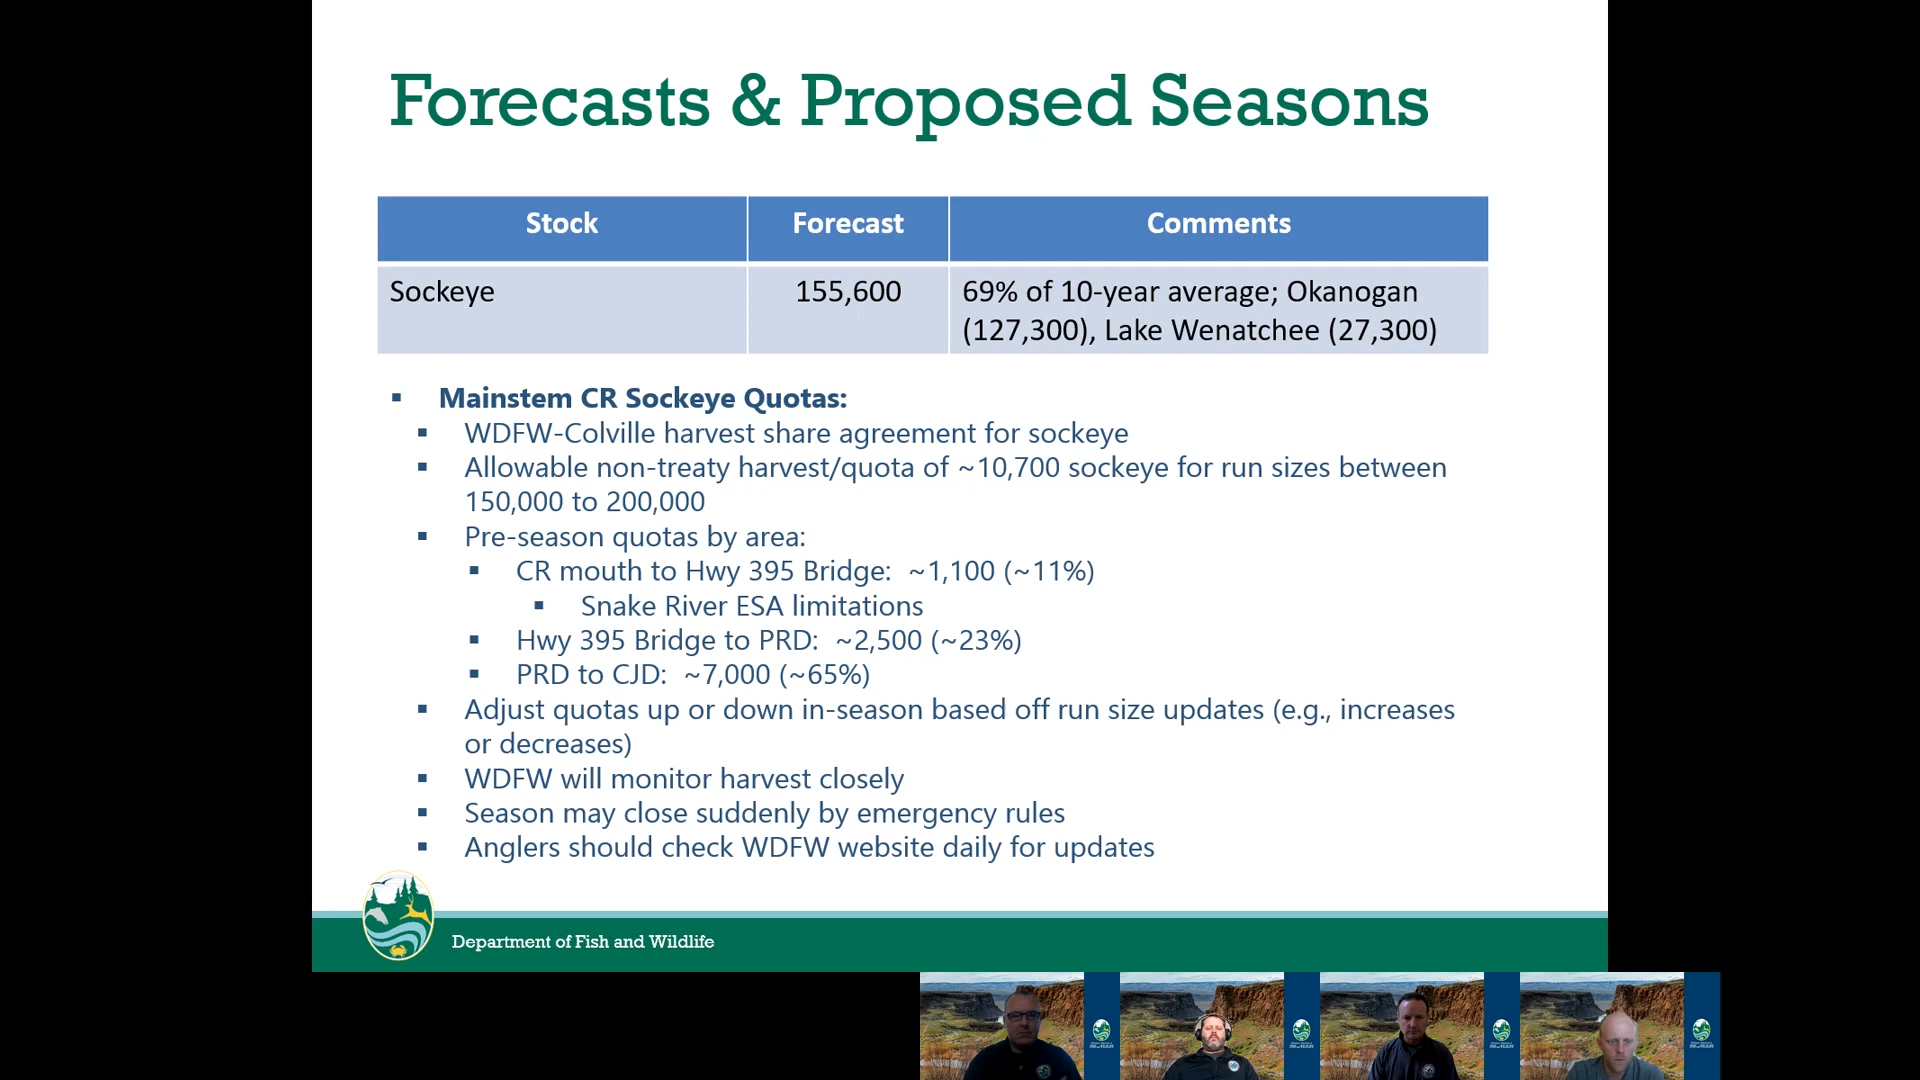 Forecasts & Proposed Seasons
Stock Forecast Comments
Sockeye 155,600 69% of 10-year average; Okanogan
(127,300), Lake Wenatchee (27,300)
▪ Mainstem CR Sockeye Quotas:
▪ WDFW-Colville harvest share agreement for sockeye
▪ Allowable non-treaty harvest/quota of ~10,700 sockeye for run sizes between
150,000 to 200,000
▪ Pre-season quotas by area:
▪ CR mouth to Hwy 395 Bridge: ~1,100 (~11%)
▪ Snake River ESA limitations
▪ Hwy 395 Bridge to PRD: ~2,500 (~23%)
▪ PRD to CJD: ~7,000 (~65%)
▪ Adjust quotas up or down in-season based off run size updates (e.g., increases
or decreases)
▪ WDFW will monitor harvest closely
▪ Season may close suddenly by emergency rules
▪ Anglers should check WDFW website daily for updates
Department of Fish and Wildlife